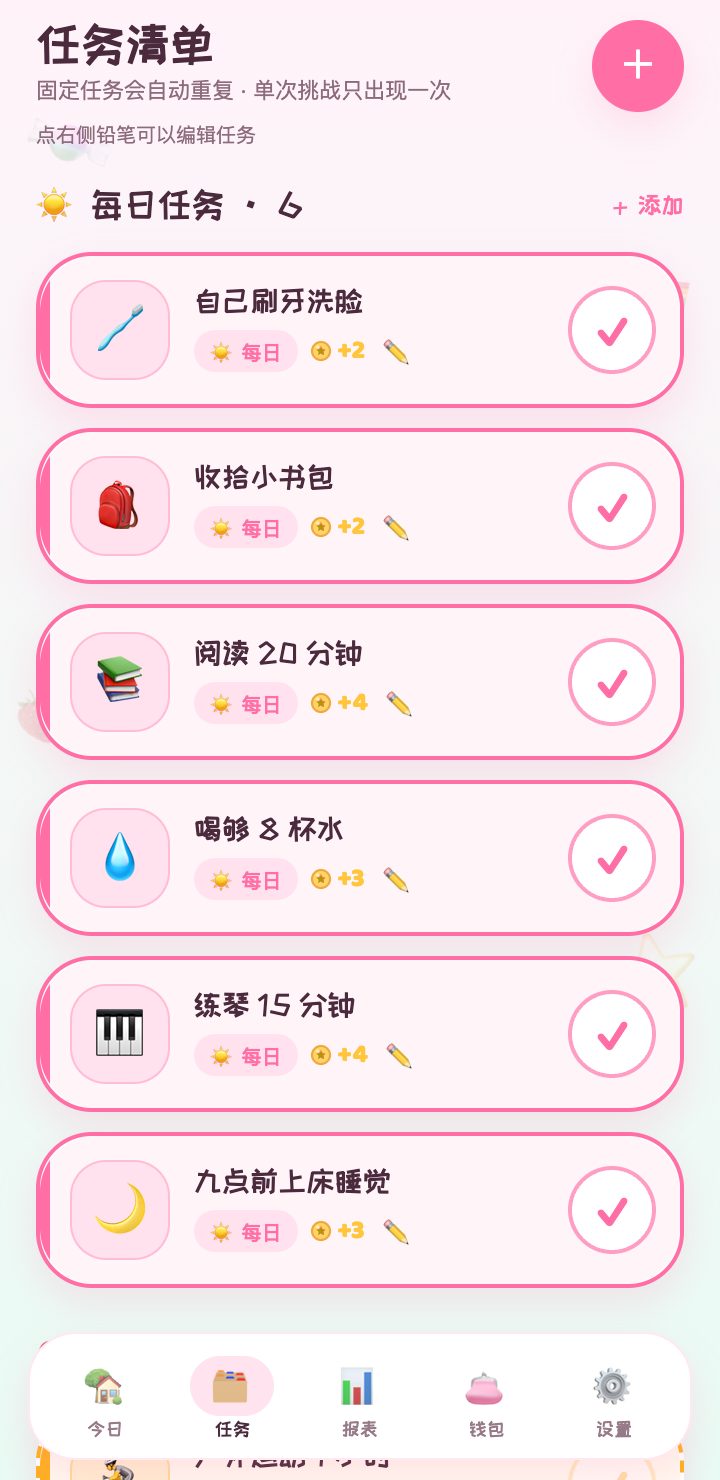 任务清单
固定任务会自动重复 · 单次挑战只出现一次
点右侧铅笔可以编辑任务
每日任务 · 6
+ 添加
自己刷牙洗脸
每日 +2
收拾小书包
每日 +2
阅读 20 分钟
每日 +4
喝够 8 杯水
每日 +3
练琴 15 分钟
每日 +4
九点前上床睡觉
每日 +3
今日 任务 报表 钱包 设置